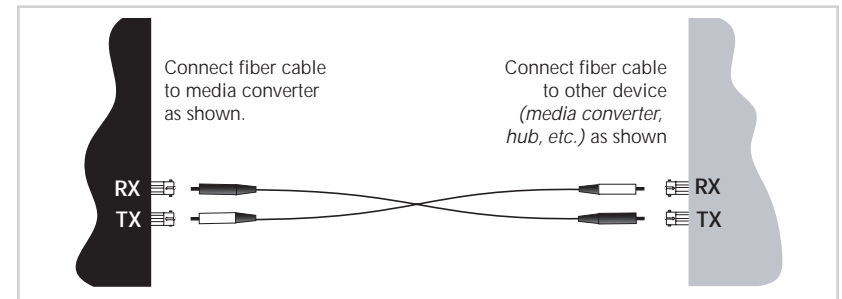 Connect fiber cable
to media converter
as shown.
Connect fiber cable
to other device
(media converter,
hub, etc.) as shown
RX
TX
RX
TX